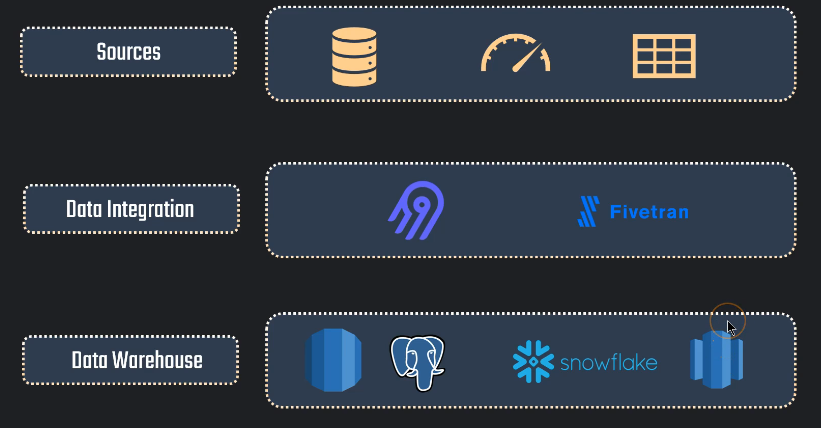 Sources
Data Integration
Fivetran
Data Warehouse
snowflake